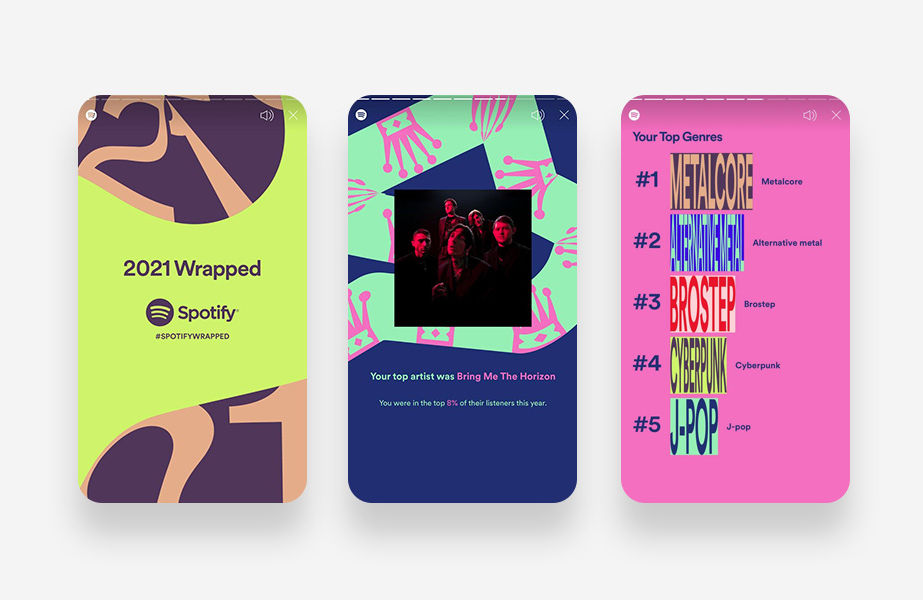 2021 Wrapped
Spotify®
#SPOTIFYWRAPPED
Your top artist was Bring Me The Horizon
You were in the top 8% of their listeners this year.
Your Top Genres
#1 METALCORE Metalcore
#2 ALTERNATIVE METAL Alternative metal
#3 BROSTEP Brostep
#4 CYBERPUNK Cyberpunk
#5 J-POP J-pop